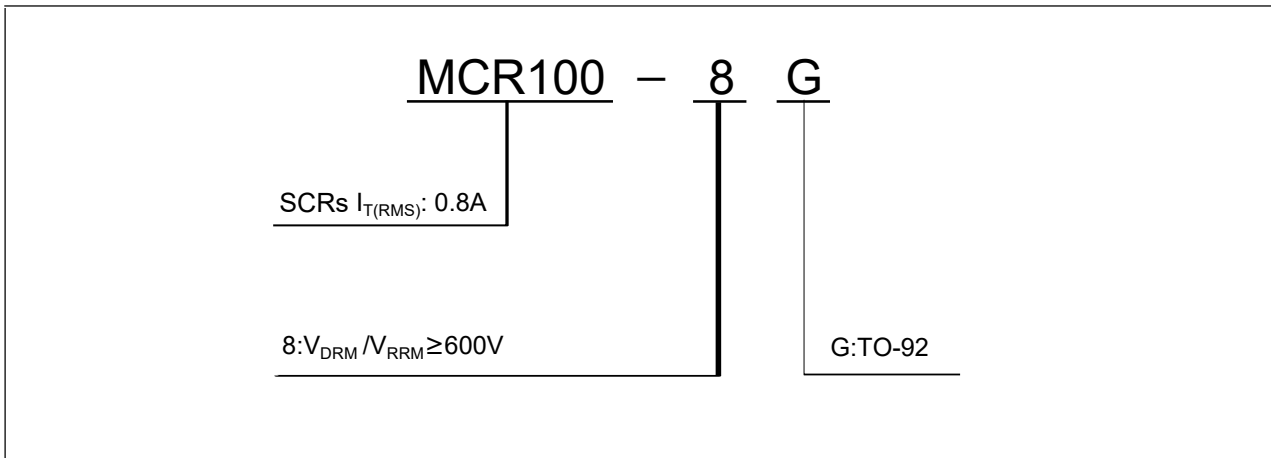 MCR100 – 8 G
SCRs I_T(RMS): 0.8A
8:V_DRM /V_RRM≥600V
G:TO-92